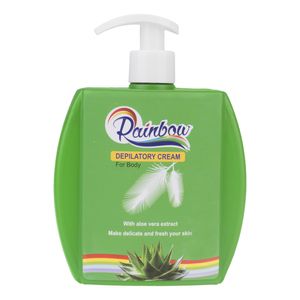 Rainbow
DEPILATORY CREAM
For Body
With aloe vera extract
Make delicate and fresh your skin